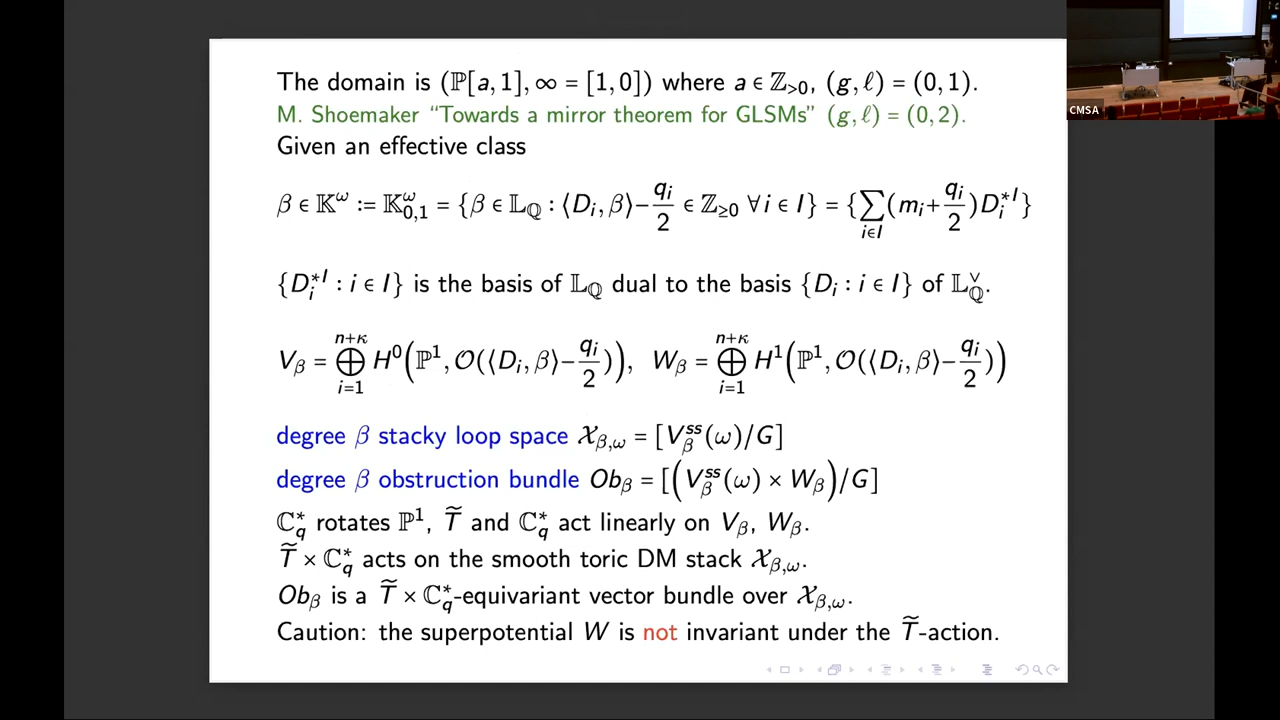 The domain is (ℙ[a,1],∞ = [1,0]) where a ∈ ℤ_{>0}, (g,ℓ) = (0,1).
M. Shoemaker “Towards a mirror theorem for GLSMs” (g,ℓ) = (0,2).
Given an effective class
β ∈ 𝕂^ω := 𝕂^ω_{0,1} = {β ∈ 𝕃_ℚ : ⟨D_i, β⟩ − q_i/2 ∈ ℤ_{≥0} ∀ i ∈ I} = {∑_{i∈I} (m_i + q_i/2) D_i^{*I}}
{D_i^{*I} : i ∈ I} is the basis of 𝕃_ℚ dual to the basis {D_i : i ∈ I} of 𝕃_ℚ^∨.
V_β = ⊕_{i=1}^{n+κ} H^0(ℙ^1, 𝒪(⟨D_i, β⟩ − q_i/2)), W_β = ⊕_{i=1}^{n+κ} H^1(ℙ^1, 𝒪(⟨D_i, β⟩ − q_i/2))
degree β stacky loop space 𝒳_{β,ω} = [V_β^{ss}(ω)/G]
degree β obstruction bundle Ob_β = [(V_β^{ss}(ω) × W_β)/G]
ℂ_q^* rotates ℙ^1, T̃ and ℂ_q^* act linearly on V_β, W_β.
T̃ × ℂ_q^* acts on the smooth toric DM stack 𝒳_{β,ω}.
Ob_β is a T̃ × ℂ_q^*-equivariant vector bundle over 𝒳_{β,ω}.
Caution: the superpotential W is not invariant under the T̃-action.
CMSA